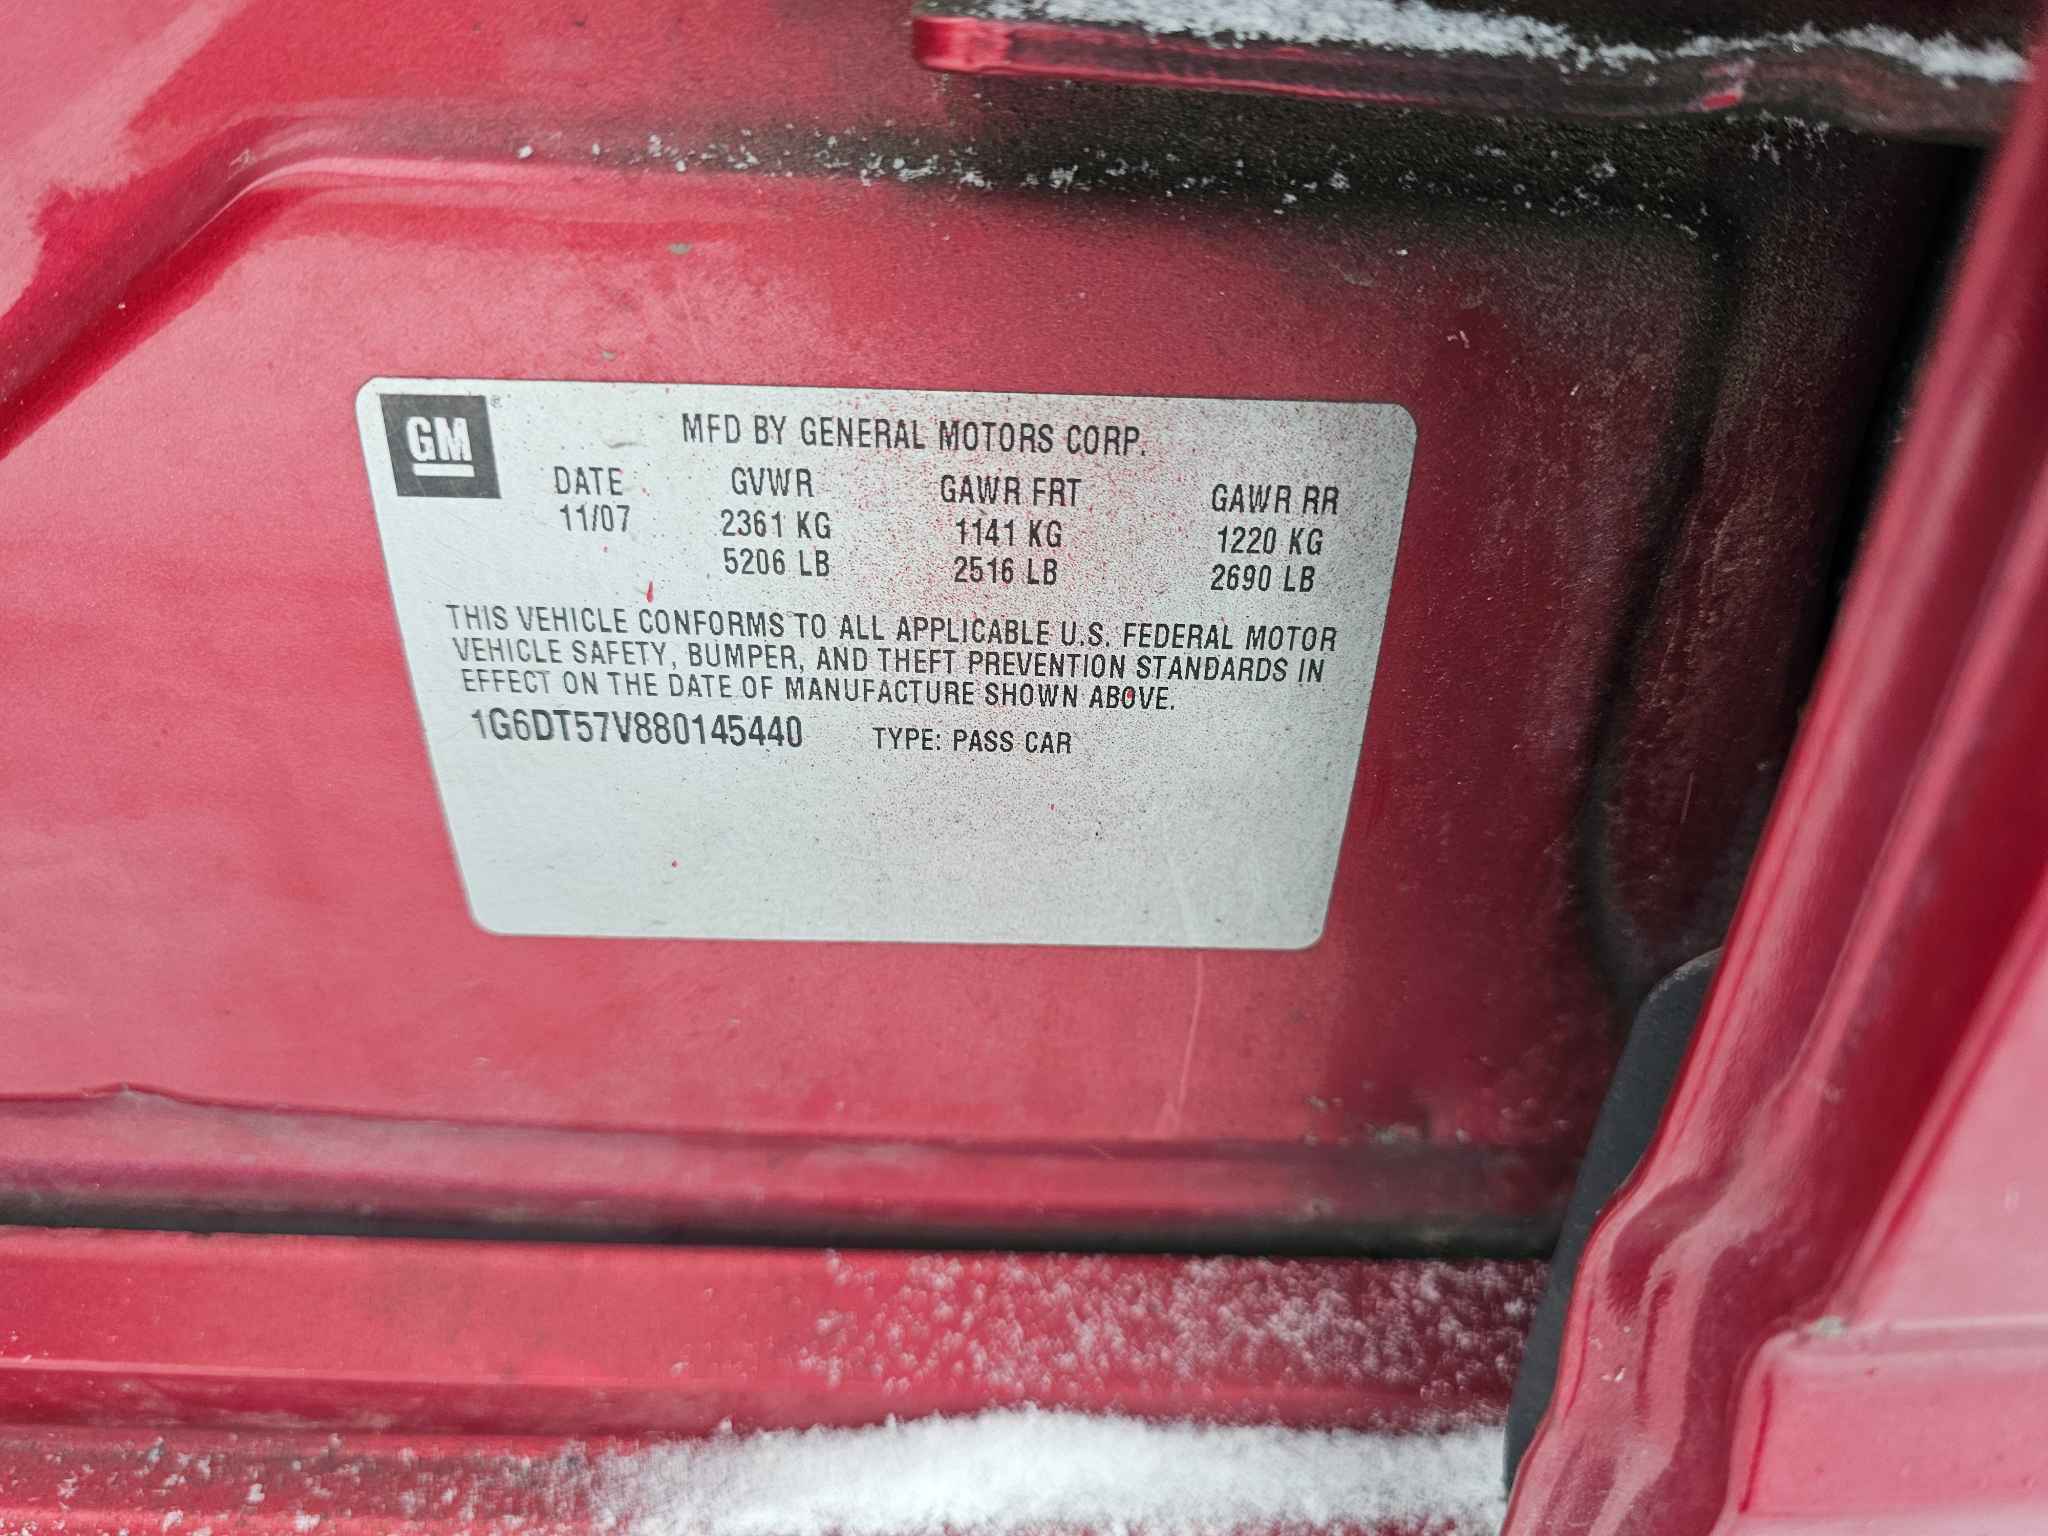 GM®
MFD BY GENERAL MOTORS CORP.
DATE GVWR GAWR FRT GAWR RR
11/07 2361 KG 1141 KG 1220 KG
5206 LB 2516 LB 2690 LB
THIS VEHICLE CONFORMS TO ALL APPLICABLE U.S. FEDERAL MOTOR
VEHICLE SAFETY, BUMPER, AND THEFT PREVENTION STANDARDS IN
EFFECT ON THE DATE OF MANUFACTURE SHOWN ABOVE.
1G6DT57V880145440 TYPE: PASS CAR